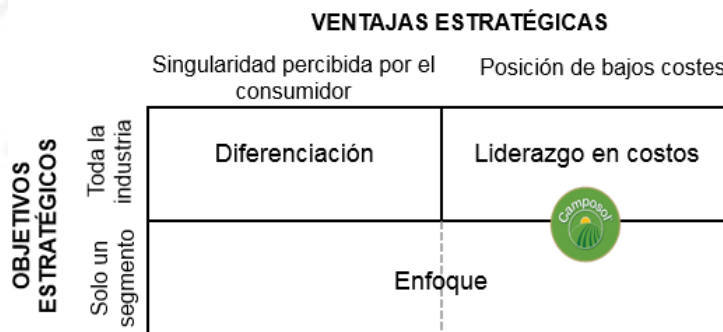 VENTAJAS ESTRATÉGICAS
Singularidad percibida por el
consumidor
Posición de bajos costes
OBJETIVOS
ESTRATÉGICOS
Toda la
industria
Diferenciación
Liderazgo en costos
Camposol
Solo un
segmento
Enfoque